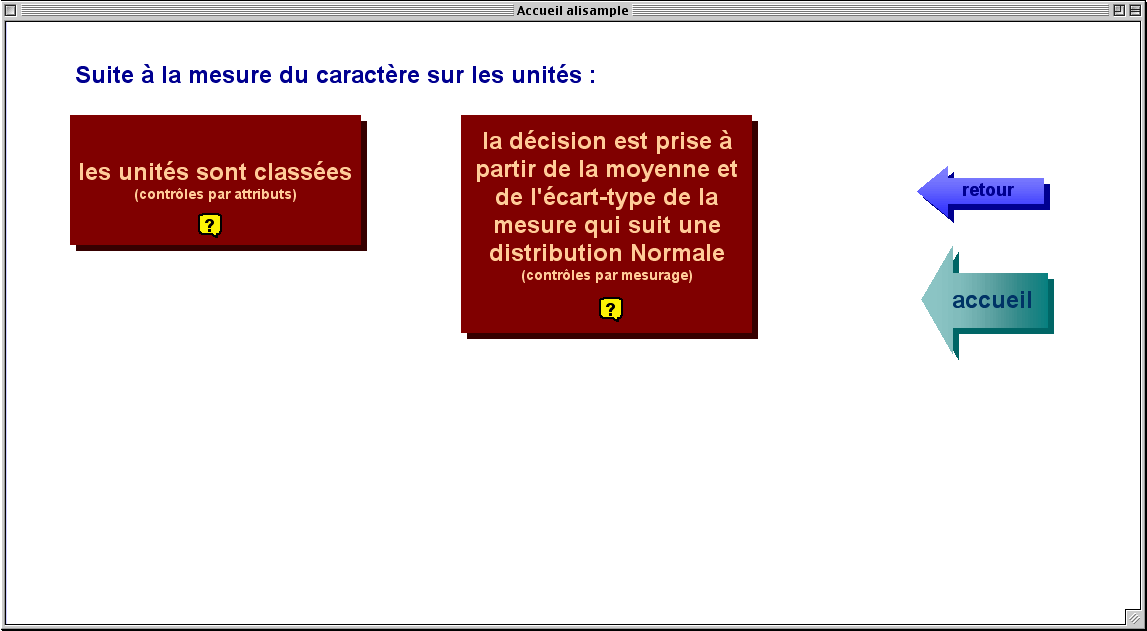 Accueil alisample
Suite à la mesure du caractère sur les unités :
les unités sont classées
(contrôles par attributs)
?
la décision est prise à
partir de la moyenne et
de l'écart-type de la
mesure qui suit une
distribution Normale
(contrôles par mesurage)
?
retour
accueil